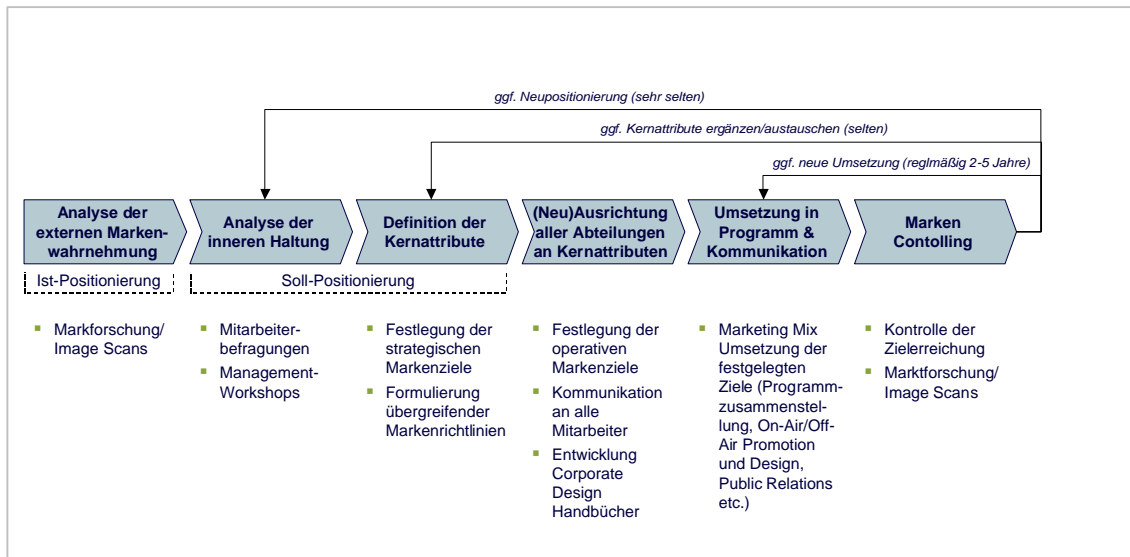 ggf. Neupositionierung (sehr selten)
ggf. Kernattribute ergänzen/austauschen (selten)
ggf. neue Umsetzung (reglmäßig 2-5 Jahre)
Analyse der
externen Marken-
wahrnehmung
Analyse der
inneren Haltung
Definition der
Kernattribute
(Neu)Ausrichtung
aller Abteilungen
an Kernattributen
Umsetzung in
Programm &
Kommunikation
Marken
Contolling
Ist-Positionierung
Soll-Positionierung
▪ Markforschung/
Image Scans
▪ Mitarbeiter-
befragungen
▪ Management-
Workshops
▪ Festlegung der
strategischen
Markenziele
▪ Formulierung
übergreifender
Markenrichtlinien
▪ Festlegung der
operativen
Markenziele
▪ Kommunikation
an alle
Mitarbeiter
▪ Entwicklung
Corporate
Design
Handbücher
▪ Marketing Mix
Umsetzung der
festgelegten
Ziele (Programm-
zusammenstel-
lung, On-Air/Off-
Air Promotion
und Design,
Public Relations
etc.)
▪ Kontrolle der
Zielerreichung
▪ Marktforschung/
Image Scans